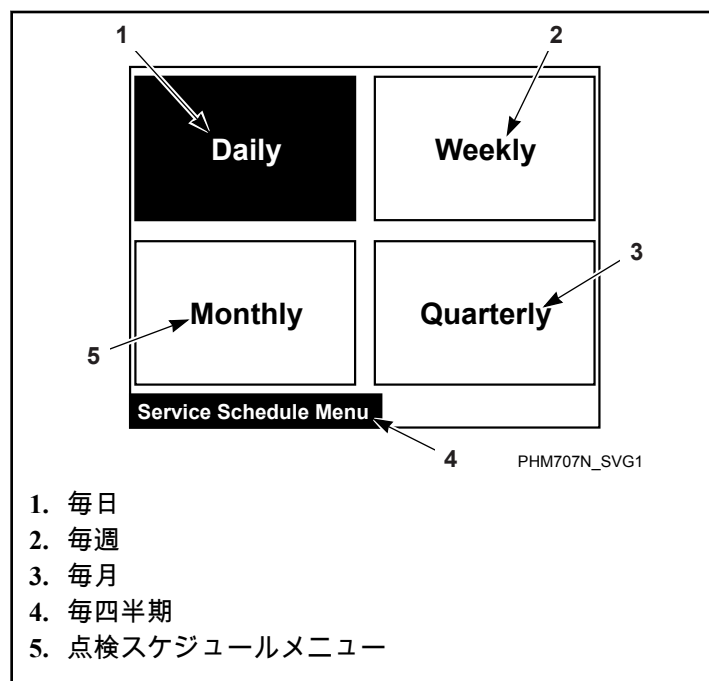 1 2
Daily Weekly
3
Monthly Quarterly
5
Service Schedule Menu
4 PHM707N_SVG1
1. 毎日
2. 毎週
3. 毎月
4. 毎四半期
5. 点検スケジュールメニュー